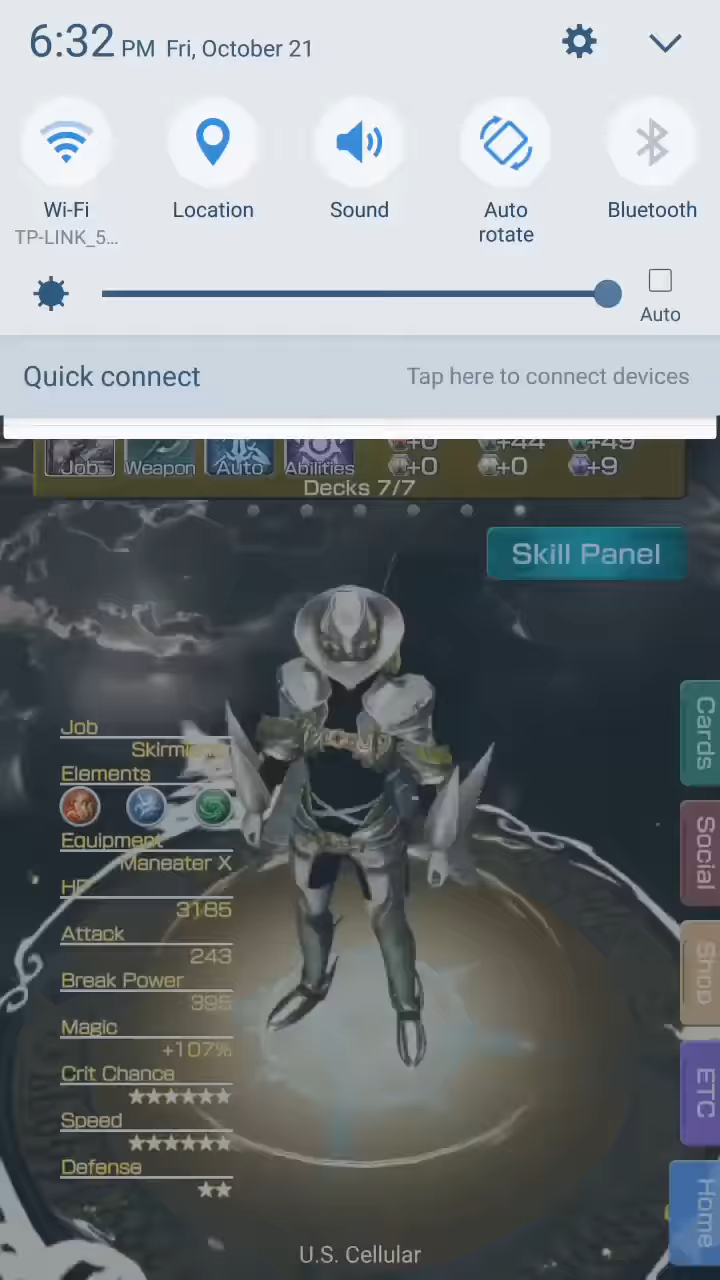 6:32 PM Fri, October 21
Wi-Fi
TP-LINK_5...
Location
Sound
Auto
rotate
Bluetooth
Auto
Quick connect
Tap here to connect devices
Job Weapon Auto Abilities
+0 +44 +49
+0 +0 +9
Decks 7/7
Skill Panel
Cards
Social
Shop
ETC
Home
Job
Elements
Equipment
Maneater X
HP
3185
Attack
243
Break Power
395
Magic
+107%
Crit Chance
★★★★★★
Speed
★★★★★★
Defense
★★
U.S. Cellular